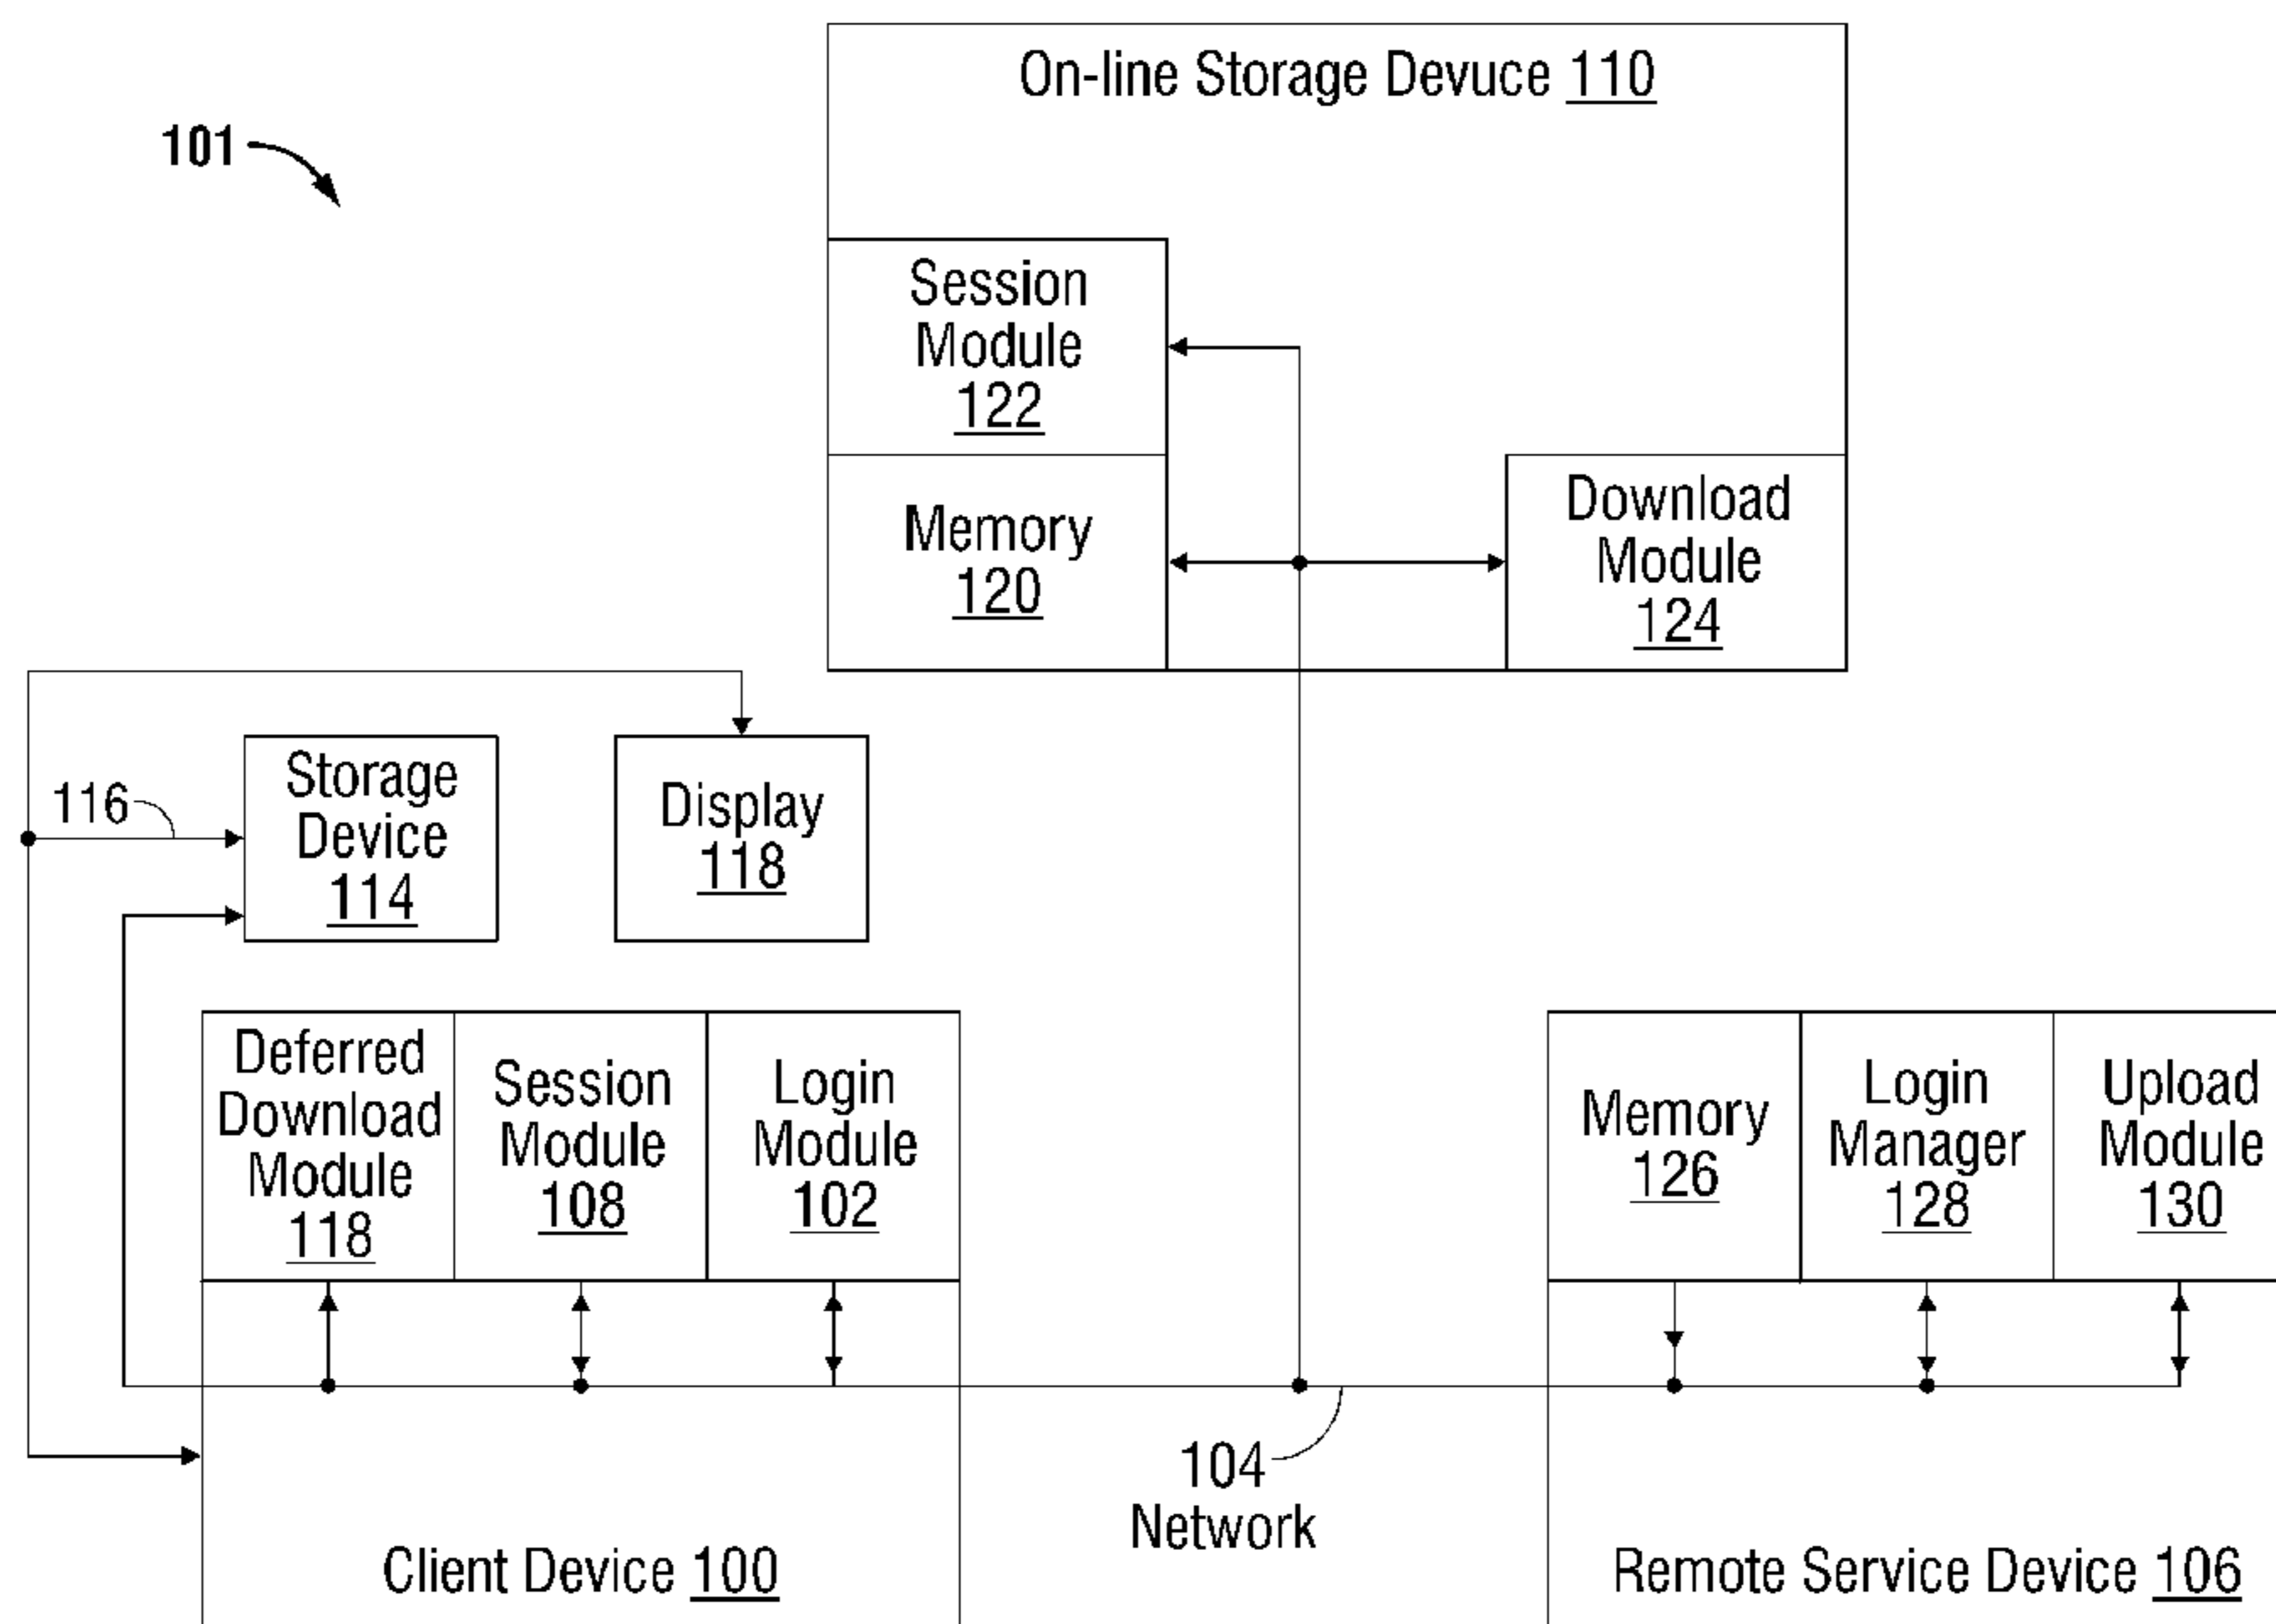 On-line Storage Devuce 110
101
Session
Module
122
Memory
120
Download
Module
124
116
Storage
Device
114
Display
118
Deferred
Download
Module
118
Session
Module
108
Login
Module
102
Memory
126
Login
Manager
128
Upload
Module
130
104
Network
Client Device 100
Remote Service Device 106